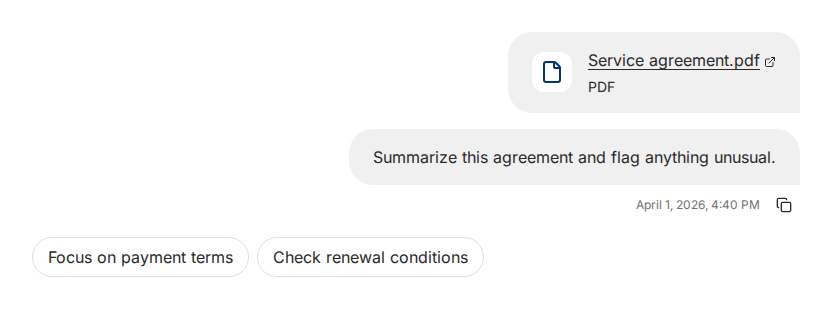 Service agreement.pdf
PDF
Summarize this agreement and flag anything unusual.
April 1, 2026, 4:40 PM
Focus on payment terms
Check renewal conditions